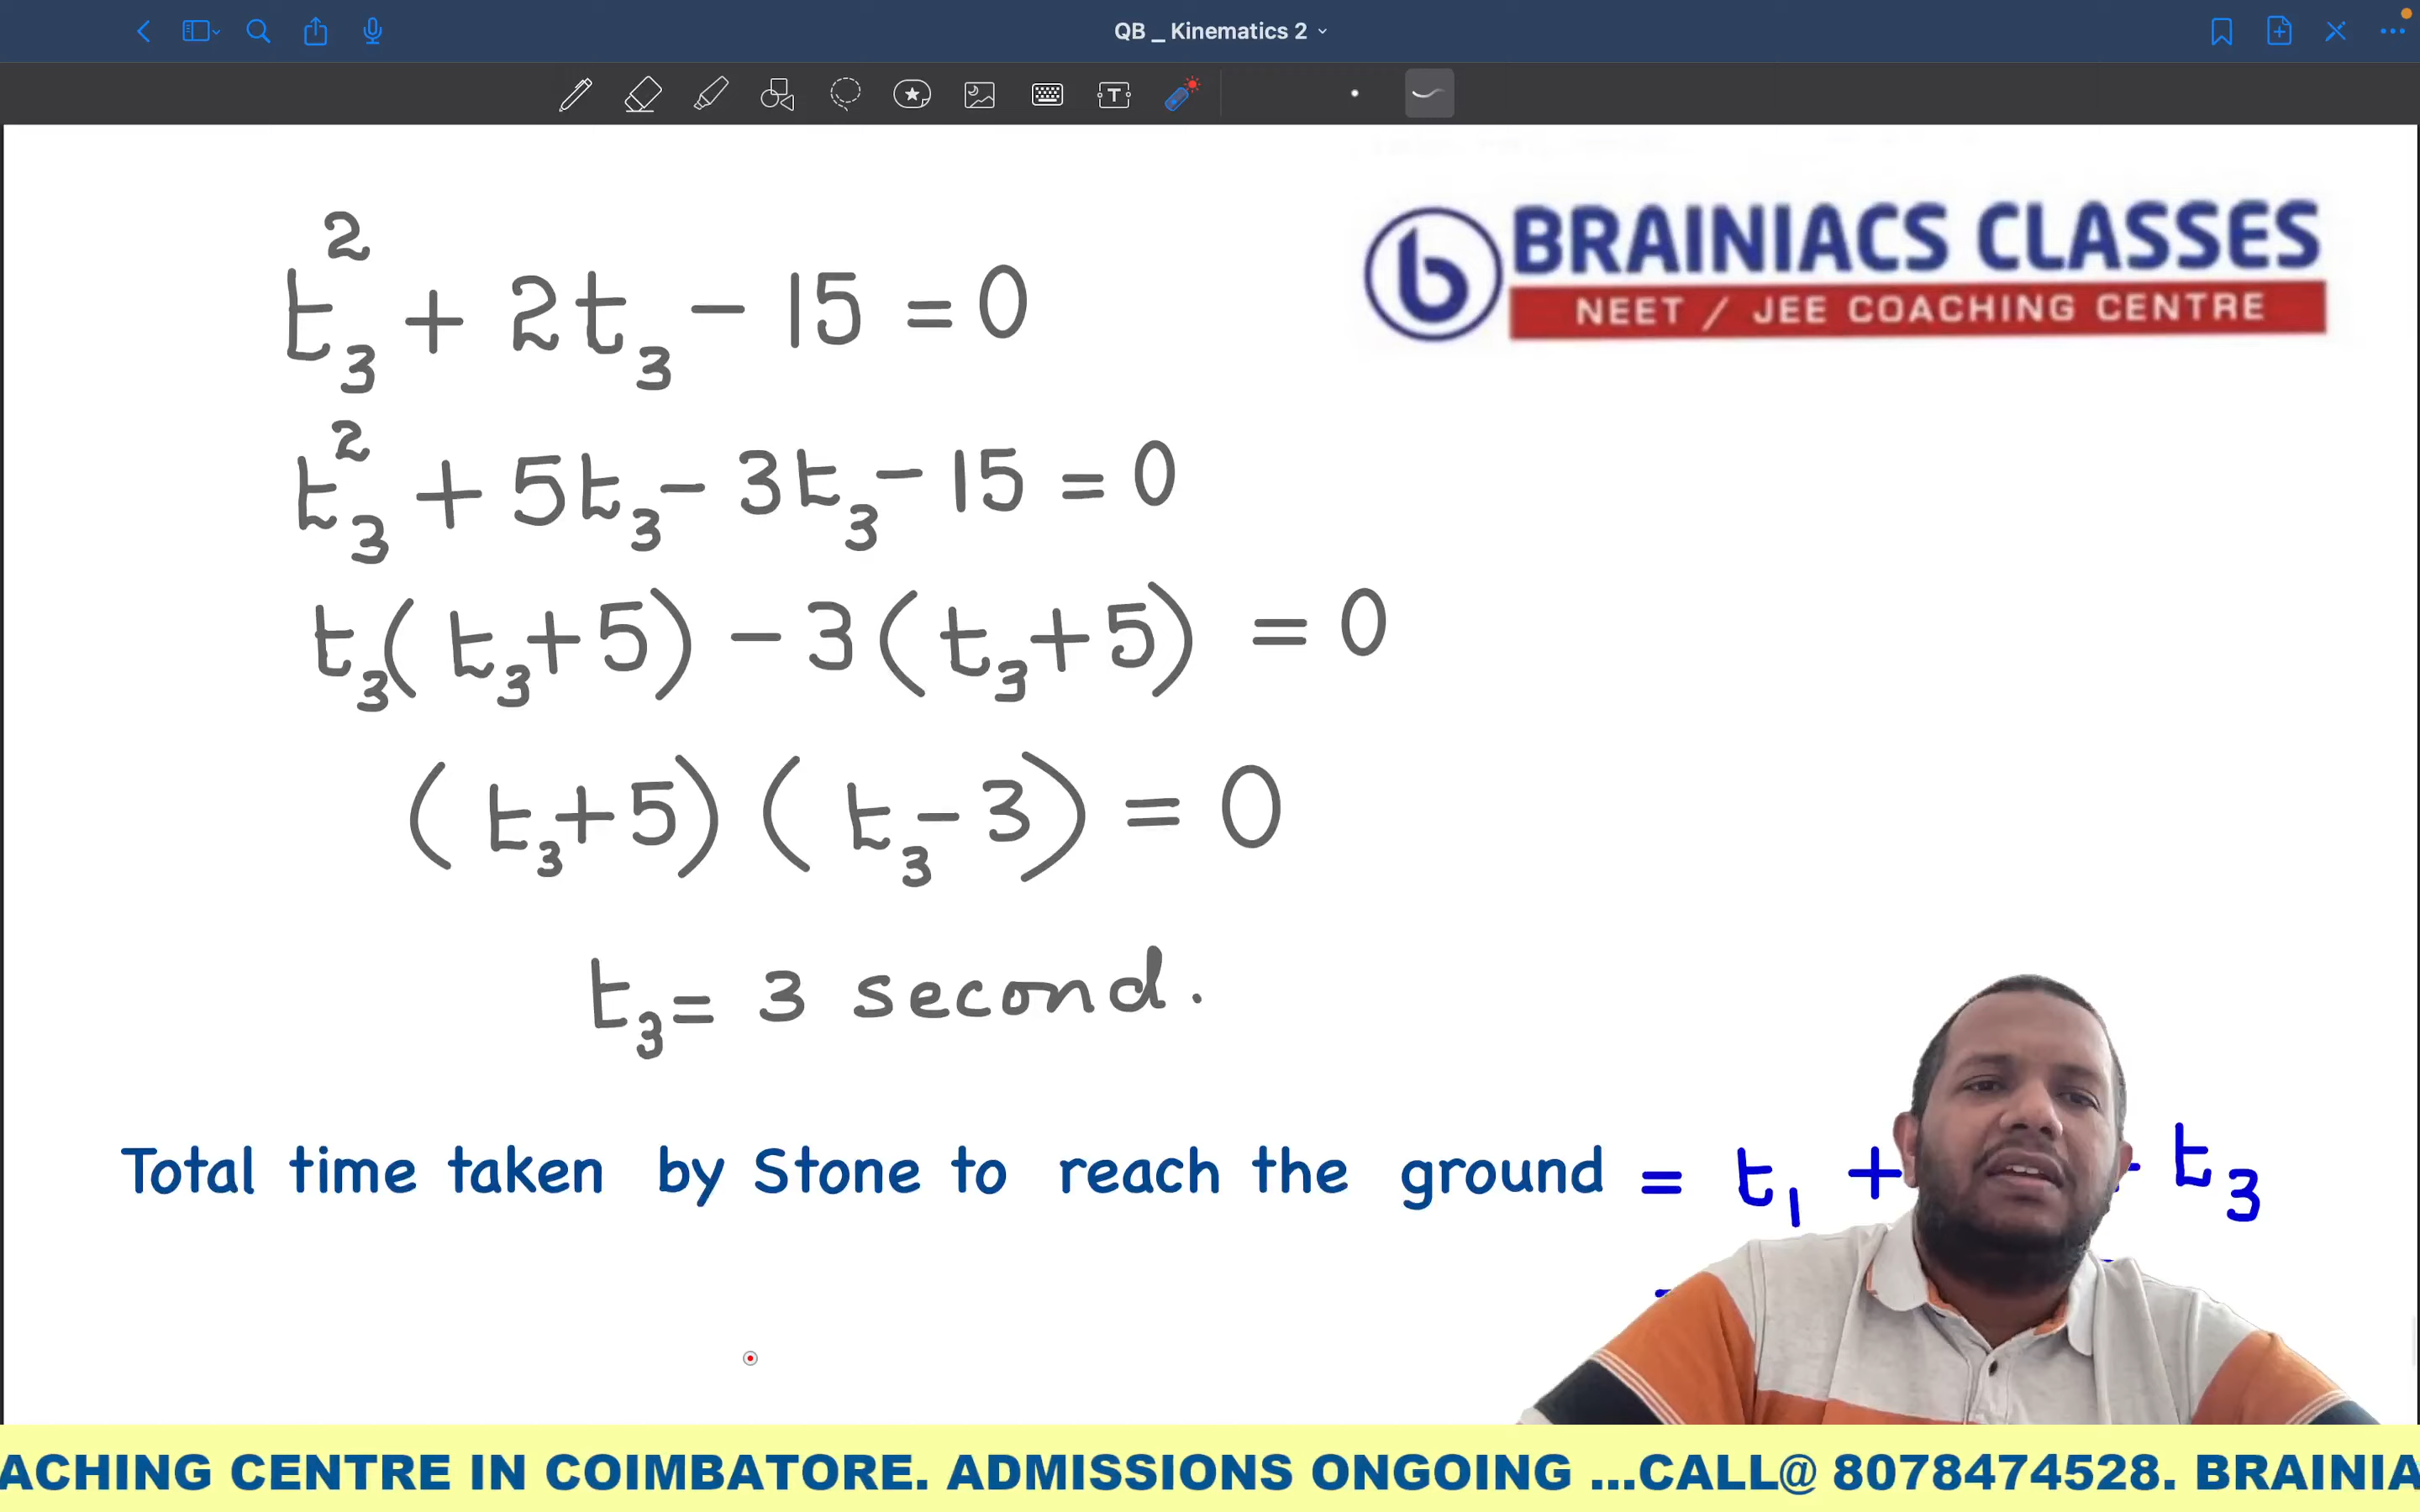 QB _ Kinematics 2
BRAINIACS CLASSES
NEET / JEE COACHING CENTRE
t₃² + 2t₃ - 15 = 0
t₃² + 5t₃ - 3t₃ - 15 = 0
t₃(t₃+5) - 3(t₃+5) = 0
(t₃+5)(t₃-3) = 0
t₃ = 3 second.
Total time taken by Stone to reach the ground = t₁ + t₃
ACHING CENTRE IN COIMBATORE. ADMISSIONS ONGOING ...CALL@ 8078474528. BRAINIA